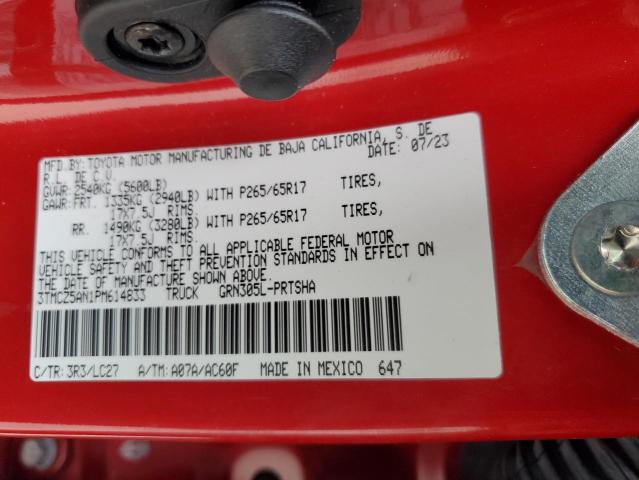 MFD.BY: TOYOTA MOTOR MANUFACTURING DE BAJA CALIFORNIA, S. DE
R.L. DE C.V. DATE: 07/23
GVWR: 2540KG (5600LB)
GAWR: FRT. 1335KG (2940LB) WITH P265/65R17 TIRES,
17X7.5J RIMS.
RR. 1490KG (3280LB) WITH P265/65R17 TIRES,
17X7.5J RIMS.
THIS VEHICLE CONFORMS TO ALL APPLICABLE FEDERAL MOTOR
VEHICLE SAFETY AND THEFT PREVENTION STANDARDS IN EFFECT ON
THE DATE OF MANUFACTURE SHOWN ABOVE.
3TMCZ5AN1PM614833 TRUCK GRN305L-PRTSHA
C/TR: 3R3/LC27 A/TM: A07A/AC60F MADE IN MEXICO 647